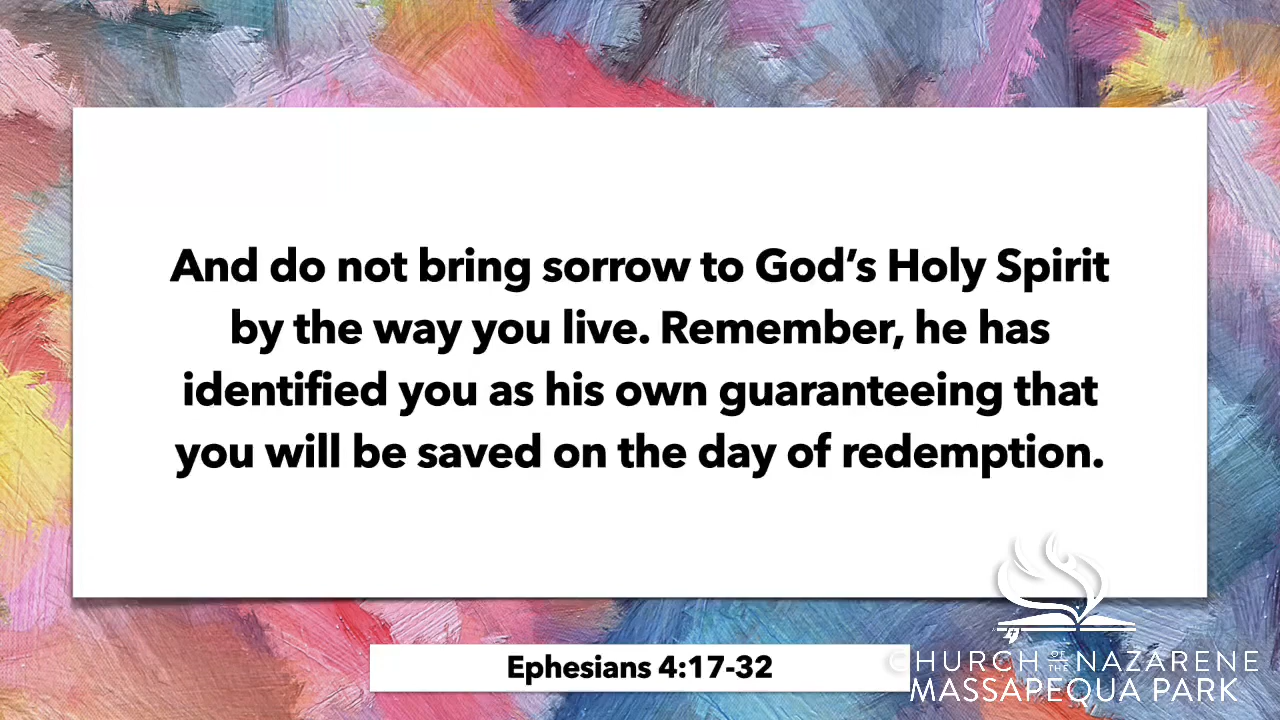 And do not bring sorrow to God’s Holy Spirit
by the way you live. Remember, he has
identified you as his own guaranteeing that
you will be saved on the day of redemption.
Ephesians 4:17-32
CHURCH OF THE NAZARENE
MASSAPEQUA PARK